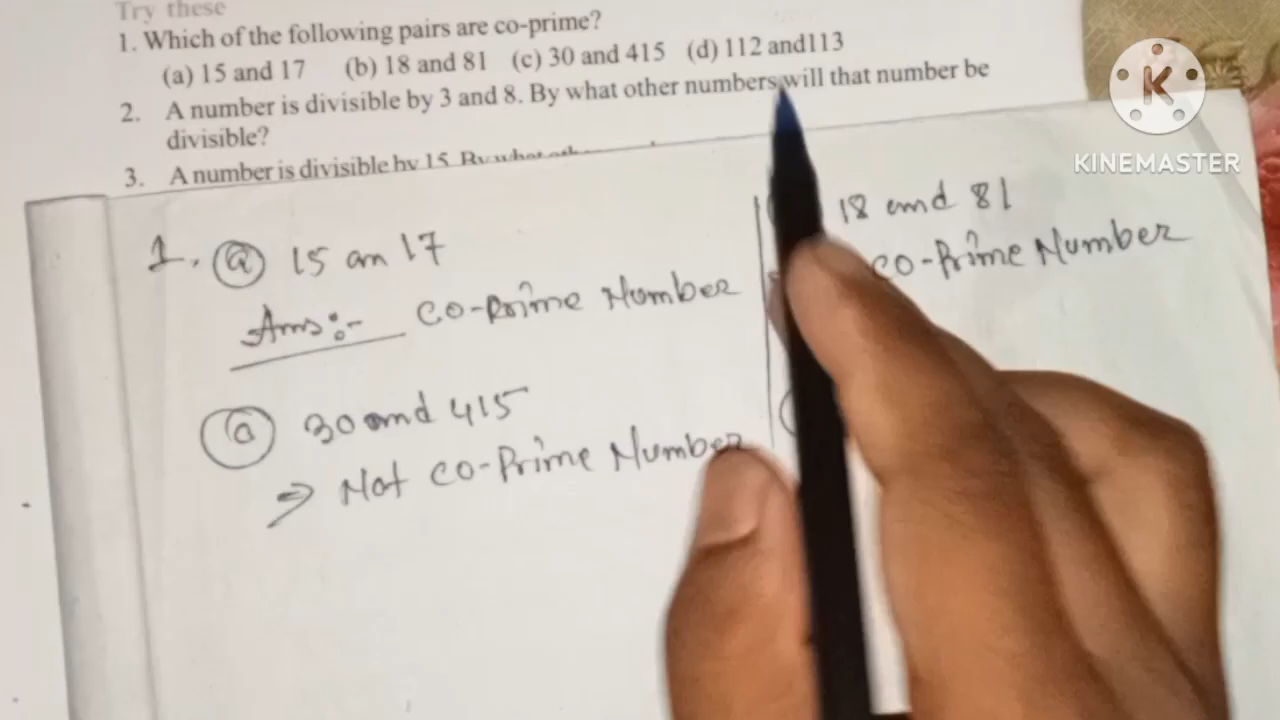 Try these
1. Which of the following pairs are co-prime?
(a) 15 and 17 (b) 18 and 81 (c) 30 and 415 (d) 112 and113
2. A number is divisible by 3 and 8. By what other numbers will that number be
divisible?
3. A number is divisible by 15. By what
1. (a) 15 an 17
Ans:- Co-Prime Number
(a) 30 and 415
⇒ Not Co-Prime Number
18 and 81
Co-Prime Number
K
KINEMASTER